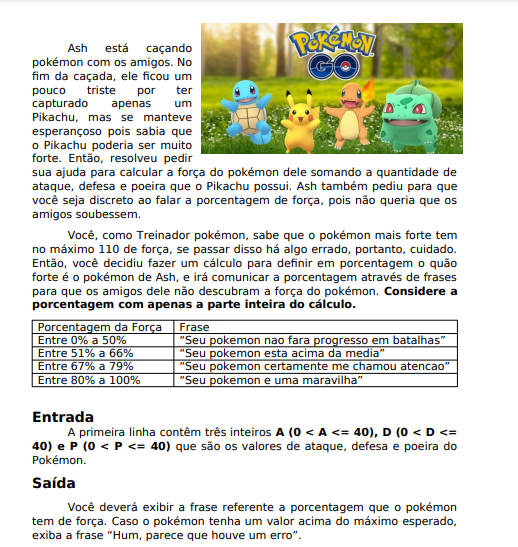 POKÉMON
GO
Ash está caçando
pokémon com os amigos. No
fim da caçada, ele ficou um
pouco triste por ter
capturado apenas um
Pikachu, mas se manteve
esperançoso pois sabia que
o Pikachu poderia ser muito
forte. Então, resolveu pedir
sua ajuda para calcular a força do pokémon dele somando a quantidade de
ataque, defesa e poeira que o Pikachu possui. Ash também pediu para que
você seja discreto ao falar a porcentagem de força, pois não queria que os
amigos soubessem.
Você, como Treinador pokémon, sabe que o pokémon mais forte tem
no máximo 110 de força, se passar disso há algo errado, portanto, cuidado.
Então, você decidiu fazer um cálculo para definir em porcentagem o quão
forte é o pokémon de Ash, e irá comunicar a porcentagem através de frases
para que os amigos dele não descubram a força do pokémon. Considere a
porcentagem com apenas a parte inteira do cálculo.
Porcentagem da Força Frase
Entre 0% a 50% “Seu pokemon nao fara progresso em batalhas”
Entre 51% a 66% “Seu pokemon esta acima da media”
Entre 67% a 79% “Seu pokemon certamente me chamou atencao”
Entre 80% a 100% “Seu pokemon e uma maravilha”
Entrada
A primeira linha contêm três inteiros A (0 < A <= 40), D (0 < D <=
40) e P (0 < P <= 40) que são os valores de ataque, defesa e poeira do
Pokémon.
Saída
Você deverá exibir a frase referente a porcentagem que o pokémon
tem de força. Caso o pokémon tenha um valor acima do máximo esperado,
exiba a frase “Hum, parece que houve um erro”.